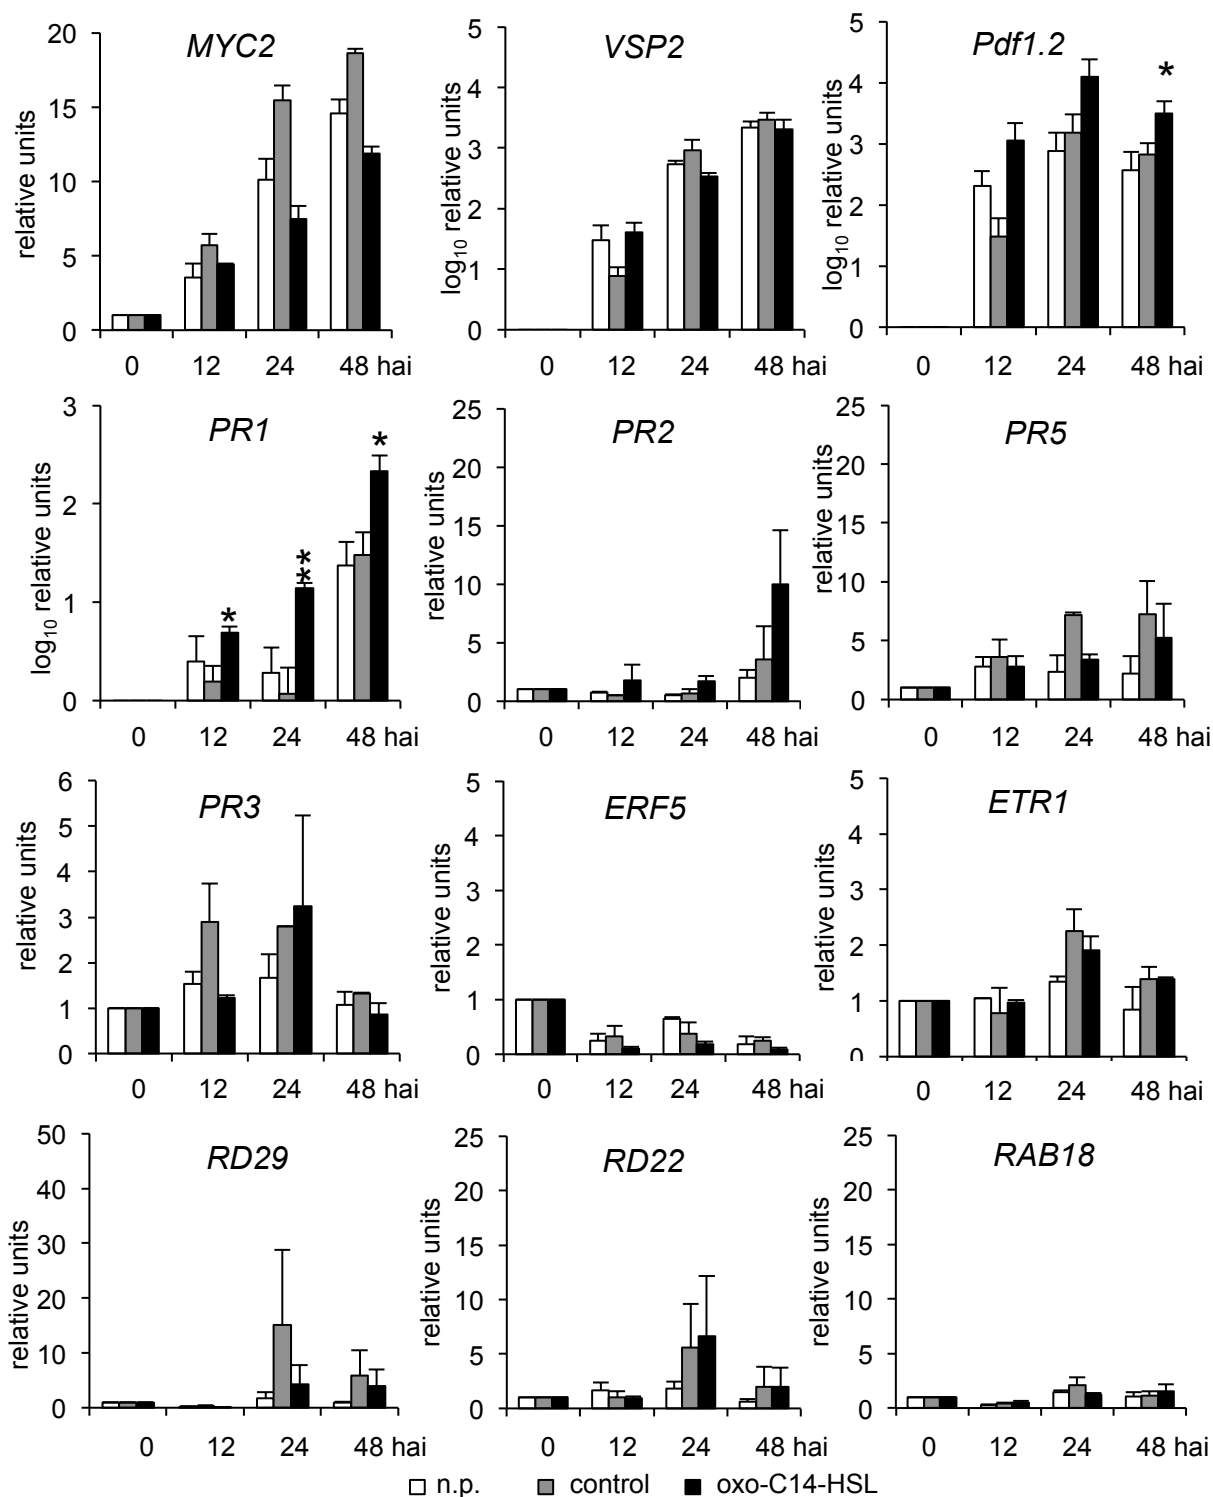 MYC2
relative units
20
15
10
5
0
0 12 24 48 hai
VSP2
log10 relative units
5
4
3
2
1
0
0 12 24 48 hai
Pdf1.2
log10 relative units
5
4
3
2
1
0
*
0 12 24 48 hai
PR1
log10 relative units
3
2
1
0
*
**
*
0 12 24 48 hai
PR2
relative units
25
20
15
10
5
0
0 12 24 48 hai
PR5
relative units
25
20
15
10
5
0
0 12 24 48 hai
PR3
relative units
6
5
4
3
2
1
0
0 12 24 48 hai
ERF5
relative units
5
4
3
2
1
0
0 12 24 48 hai
ETR1
relative units
5
4
3
2
1
0
0 12 24 48 hai
RD29
relative units
50
40
30
20
10
0
0 12 24 48 hai
RD22
relative units
25
20
15
10
5
0
0 12 24 48 hai
RAB18
relative units
25
20
15
10
5
0
0 12 24 48 hai
n.p. control oxo-C14-HSL